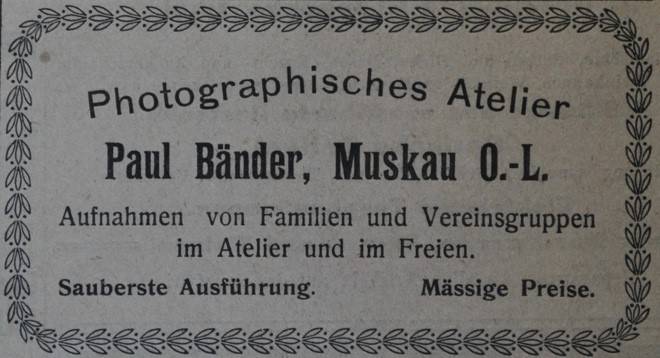 Photographisches Atelier
Paul Bänder, Muskau O.-L.
Aufnahmen von Familien und Vereinsgruppen
im Atelier und im Freien.
Sauberste Ausführung. Mässige Preise.